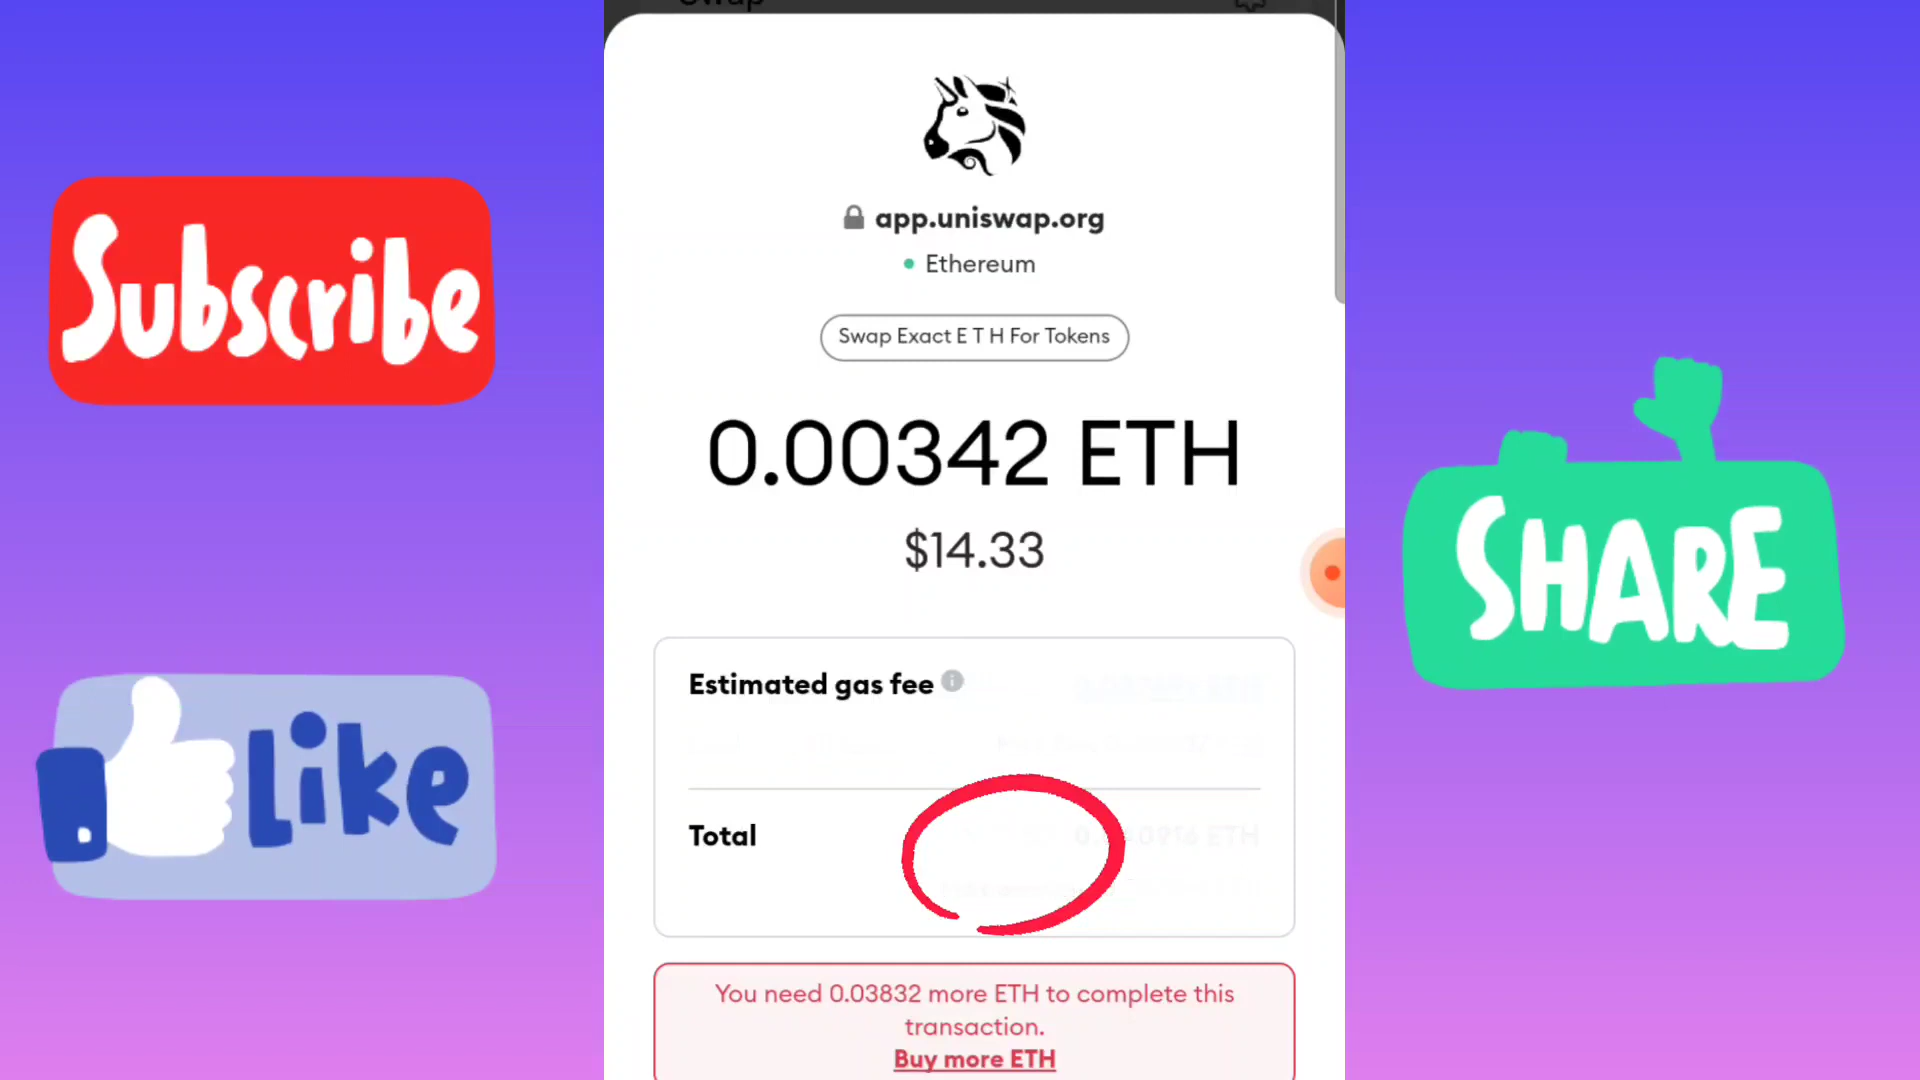 Swap
Subscribe
Like
app.uniswap.org
Ethereum
Swap Exact E T H For Tokens
0.00342 ETH
$14.33
Estimated gas fee
Total
You need 0.03832 more ETH to complete this
transaction.
Buy more ETH
SHARE